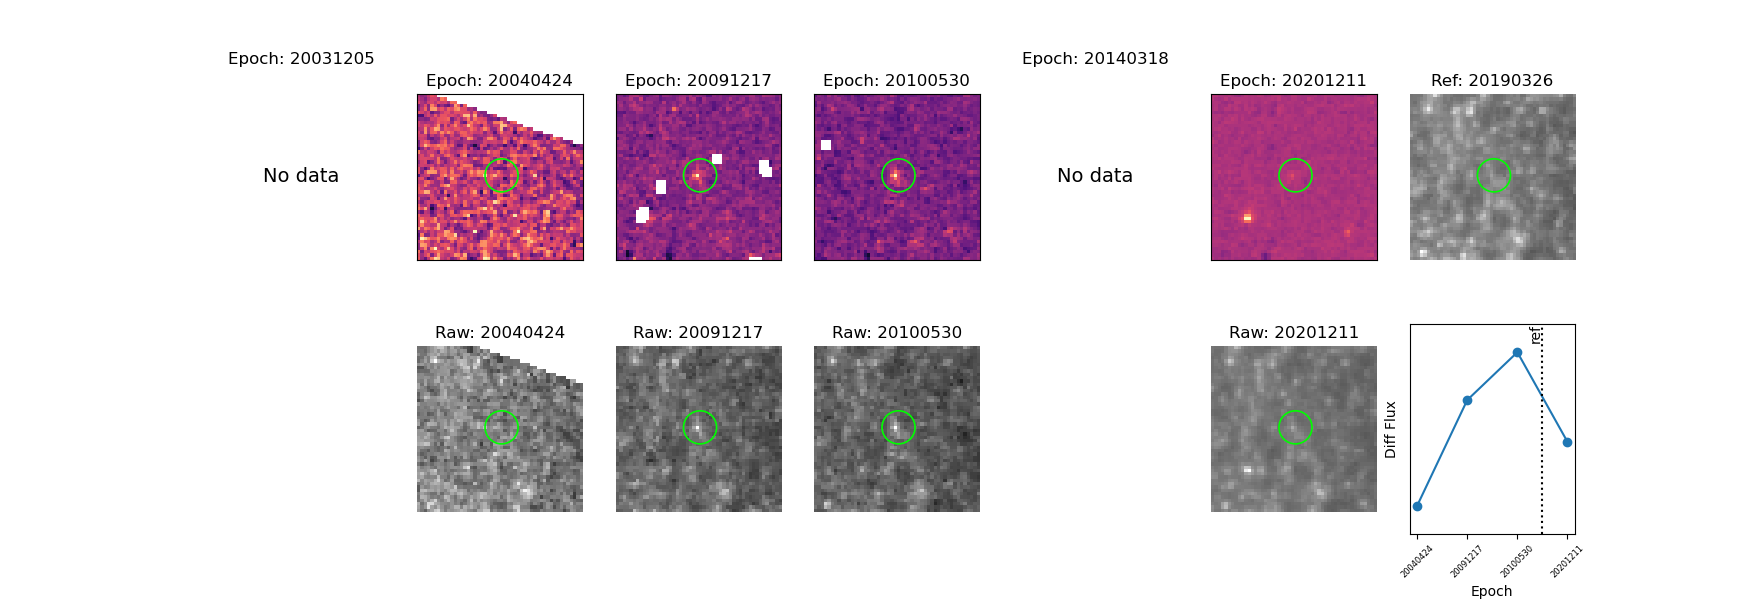 Epoch: 20031205
Epoch: 20140318
Epoch: 20040424
Epoch: 20091217
Epoch: 20100530
Epoch: 20201211
Ref: 20190326
No data
No data
Raw: 20040424
Raw: 20091217
Raw: 20100530
Raw: 20201211
ref
Diff Flux
20040424
20091217
20100530
20201211
Epoch